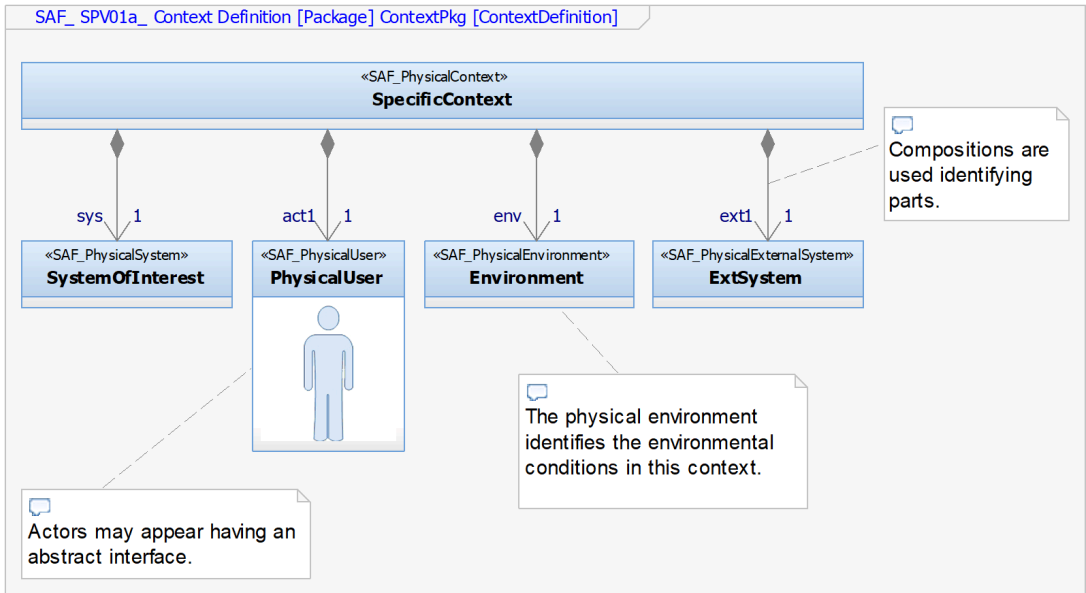 SAF_ SPV01a_ Context Definition [Package] ContextPkg [ContextDefinition]
«SAF_PhysicalContext»
SpecificContext
Compositions are
used identifying
parts.
sys 1
act1 1
env 1
ext1 1
«SAF_PhysicalSystem»
SystemOfInterest
«SAF_PhysicalUser»
PhysicalUser
«SAF_PhysicalEnvironment»
Environment
«SAF_PhysicalExternalSystem»
ExtSystem
The physical environment
identifies the environmental
conditions in this context.
Actors may appear having an
abstract interface.